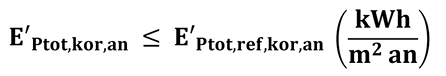 E′Ptot,kor,an ≤ E′Ptot,ref,kor,an (kWh/m² an)